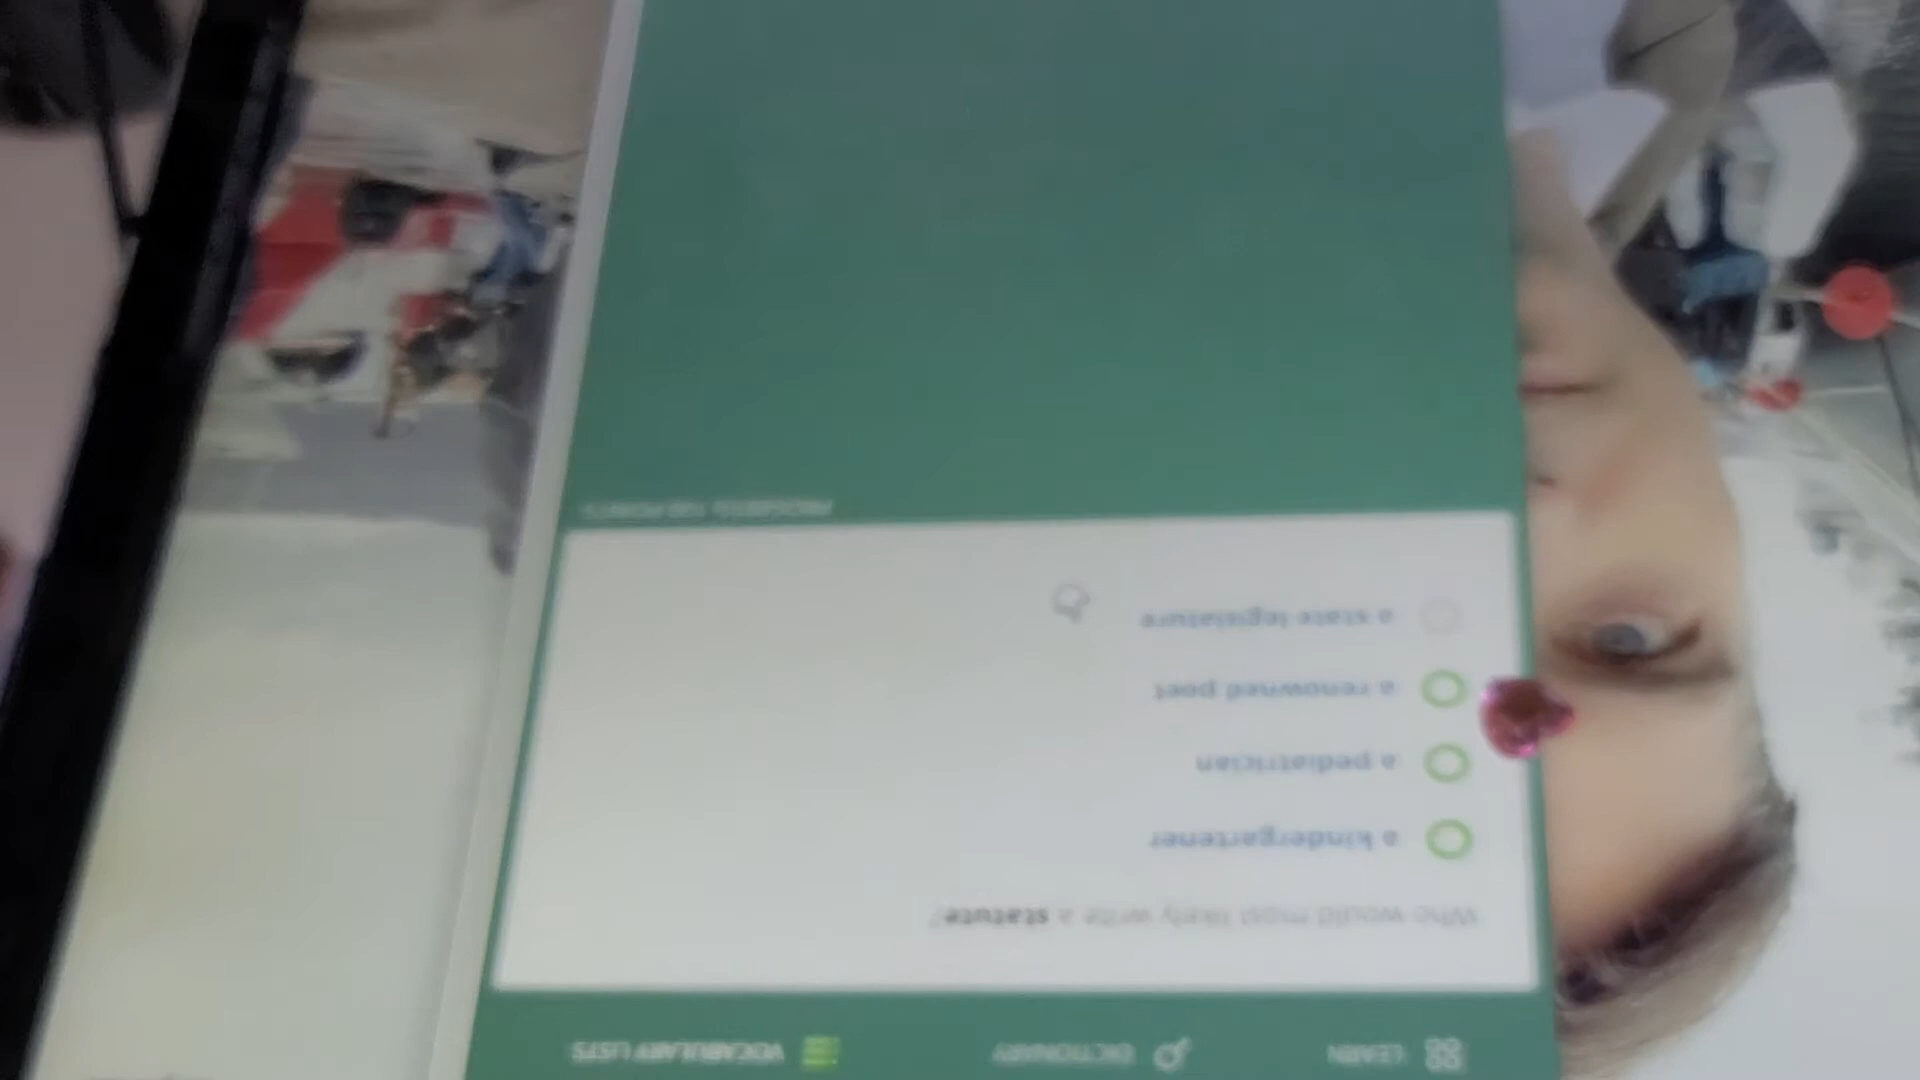 LEARN
DICTIONARY
VOCABULARY LISTS
Who would most likely write a statute?
a kindergartener
a pediatrician
a renowned poet
a state legislature